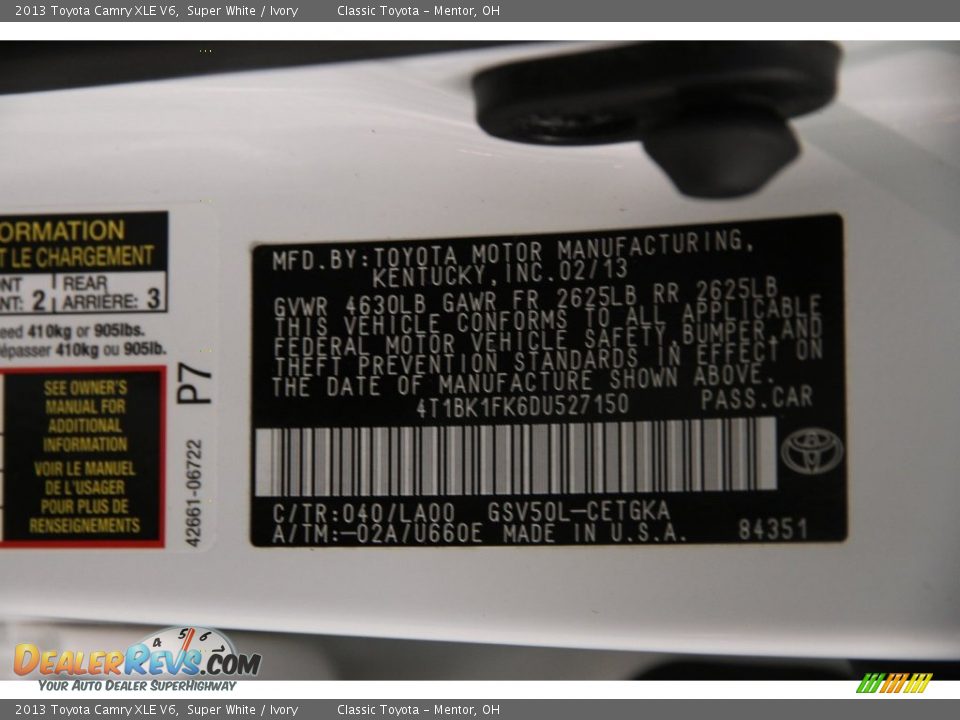 2013 Toyota Camry XLE V6, Super White / Ivory Classic Toyota - Mentor, OH
ORMATION
T LE CHARGEMENT
NT REAR
NT: 2 ARRIÈRE: 3
eed 410kg or 905lbs.
épasser 410kg ou 905lb.
SEE OWNER'S
MANUAL FOR
ADDITIONAL
INFORMATION
VOIR LE MANUEL
DE L'USAGER
POUR PLUS DE
RENSEIGNEMENTS
P7
42661-06722
MFD.BY:TOYOTA MOTOR MANUFACTURING,
KENTUCKY,INC.02/13
GVWR 4630LB GAWR FR 2625LB RR 2625LB
THIS VEHICLE CONFORMS TO ALL APPLICABLE
FEDERAL MOTOR VEHICLE SAFETY,BUMPER,AND
THEFT PREVENTION STANDARDS IN EFFECT ON
THE DATE OF MANUFACTURE SHOWN ABOVE.
4T1BK1FK6DU527150 PASS.CAR
C/TR:040/LA00 GSV50L-CETGKA
A/TM:-02A/U660E MADE IN U.S.A. 84351
4 5 6
DEALERREVS.COM
YOUR AUTO DEALER SUPERHIGHWAY
2013 Toyota Camry XLE V6, Super White / Ivory Classic Toyota - Mentor, OH